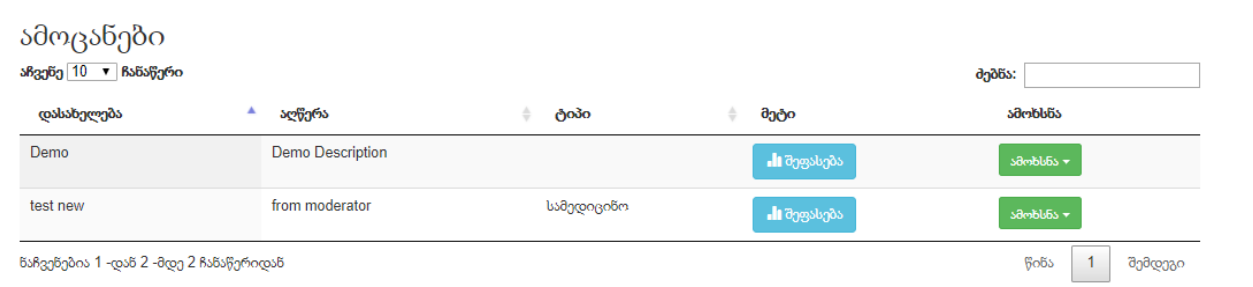 ამოცანები
აჩვენე 10 ჩანაწერი ძებნა:
დასახელება აღწერა ტიპი მეტი ამოხსნა
Demo Demo Description შეფასება ამოხსნა
test new from moderator სამედიცინო შეფასება ამოხსნა
ნაჩვენებია 1 -დან 2 -მდე 2 ჩანაწერიდან წინა 1 შემდეგი